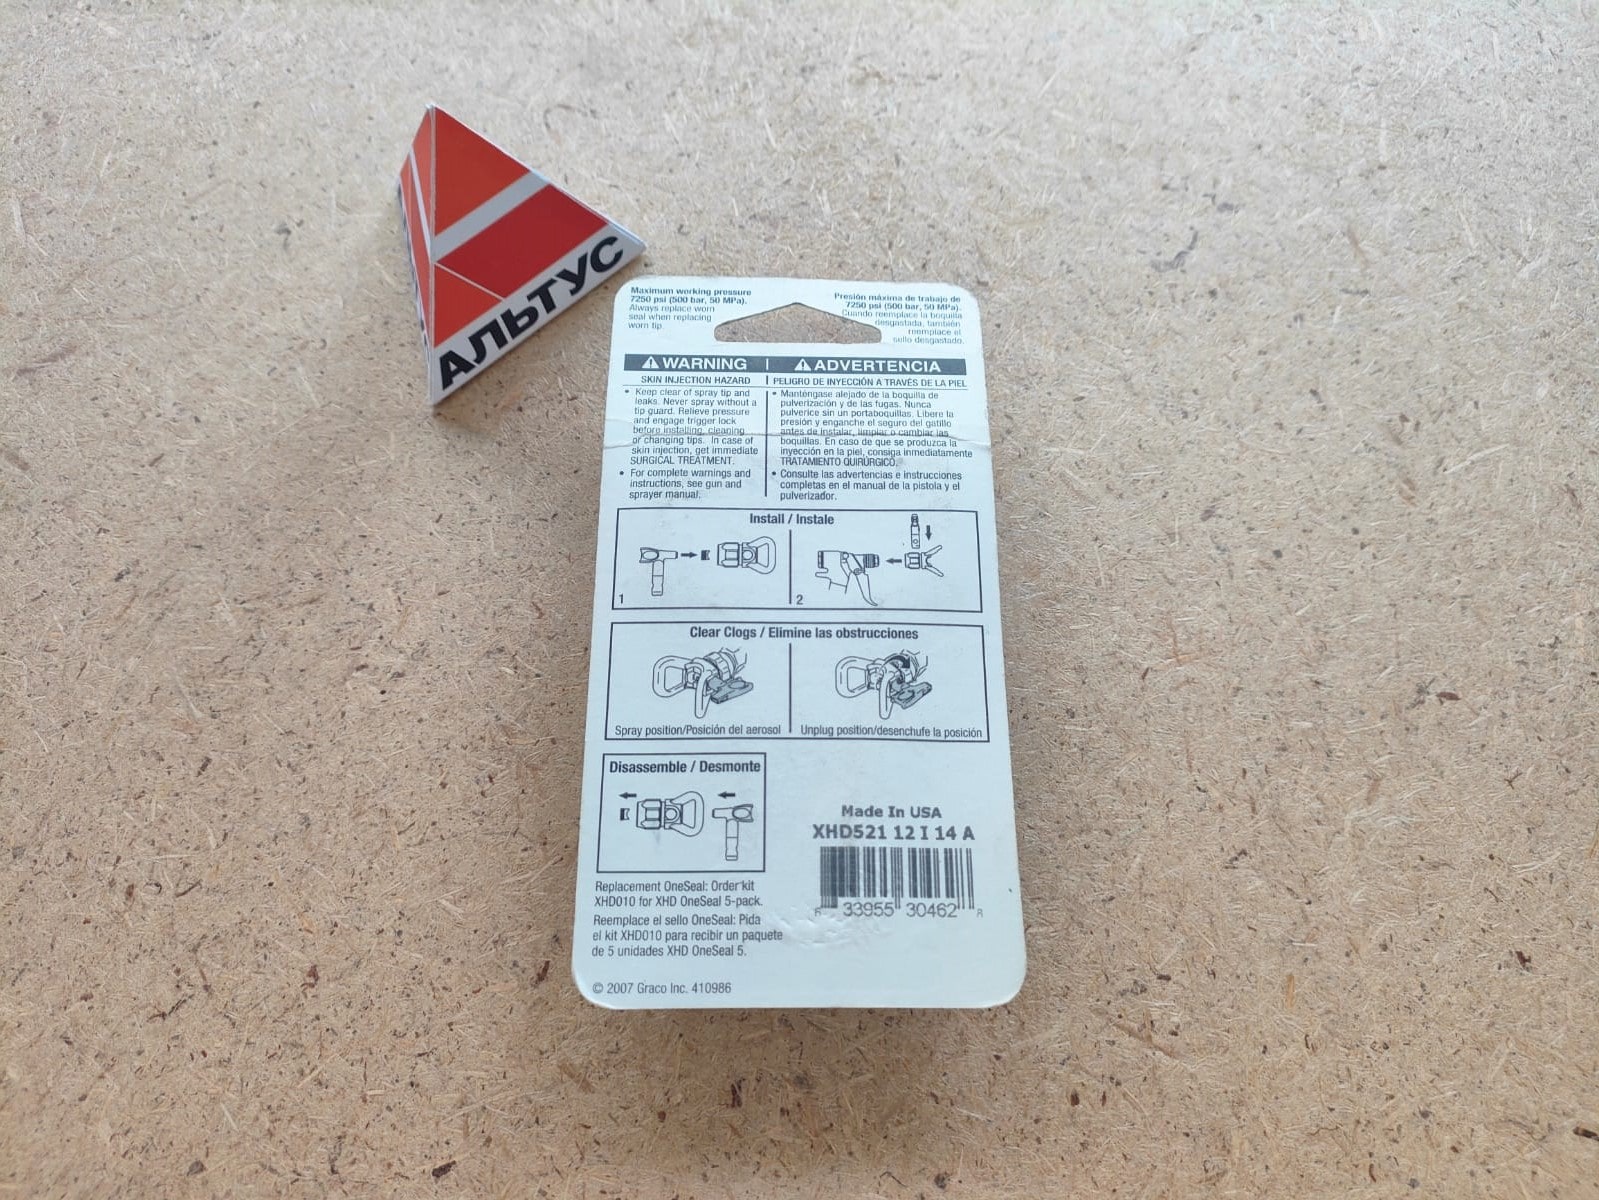 АЛЬТУС
Maximum working pressure
7250 psi (500 bar, 50 MPa).
Always replace worn
seal when replacing
worn tip.
Presión máxima de trabajo de
7250 psi (500 bar, 50 MPa).
Cuando reemplace la boquilla
desgastada, también
reemplace el
sello desgastado.
WARNING
SKIN INJECTION HAZARD
• Keep clear of spray tip and
leaks. Never spray without a
tip guard. Relieve pressure
and engage trigger lock
before installing, cleaning
or changing tips. In case of
skin injection, get immediate
SURGICAL TREATMENT.
• For complete warnings and
instructions, see gun and
sprayer manual.
ADVERTENCIA
PELIGRO DE INYECCIÓN A TRAVÉS DE LA PIEL
• Manténgase alejado de la boquilla de
pulverización y de las fugas. Nunca
pulverice sin un portaboquillas. Libere la
presión y enganche el seguro del gatillo
antes de instalar, limpiar o cambiar las
boquillas. En caso de que se produzca la
inyección en la piel, consiga inmediatamente
TRATAMIENTO QUIRÚRGICO.
• Consulte las advertencias e instrucciones
completas en el manual de la pistola y el
pulverizador.
Install / Instale
1
2
Clear Clogs / Elimine las obstrucciones
Spray position/Posición del aerosol
Unplug position/desenchufe la posición
Disassemble / Desmonte
Made In USA
XHD521 12 I 14 A
33955 30462
Replacement OneSeal: Order kit
XHD010 for XHD OneSeal 5-pack.
Reemplace el sello OneSeal: Pida
el kit XHD010 para recibir un paquete
de 5 unidades XHD OneSeal 5.
© 2007 Graco Inc. 410986